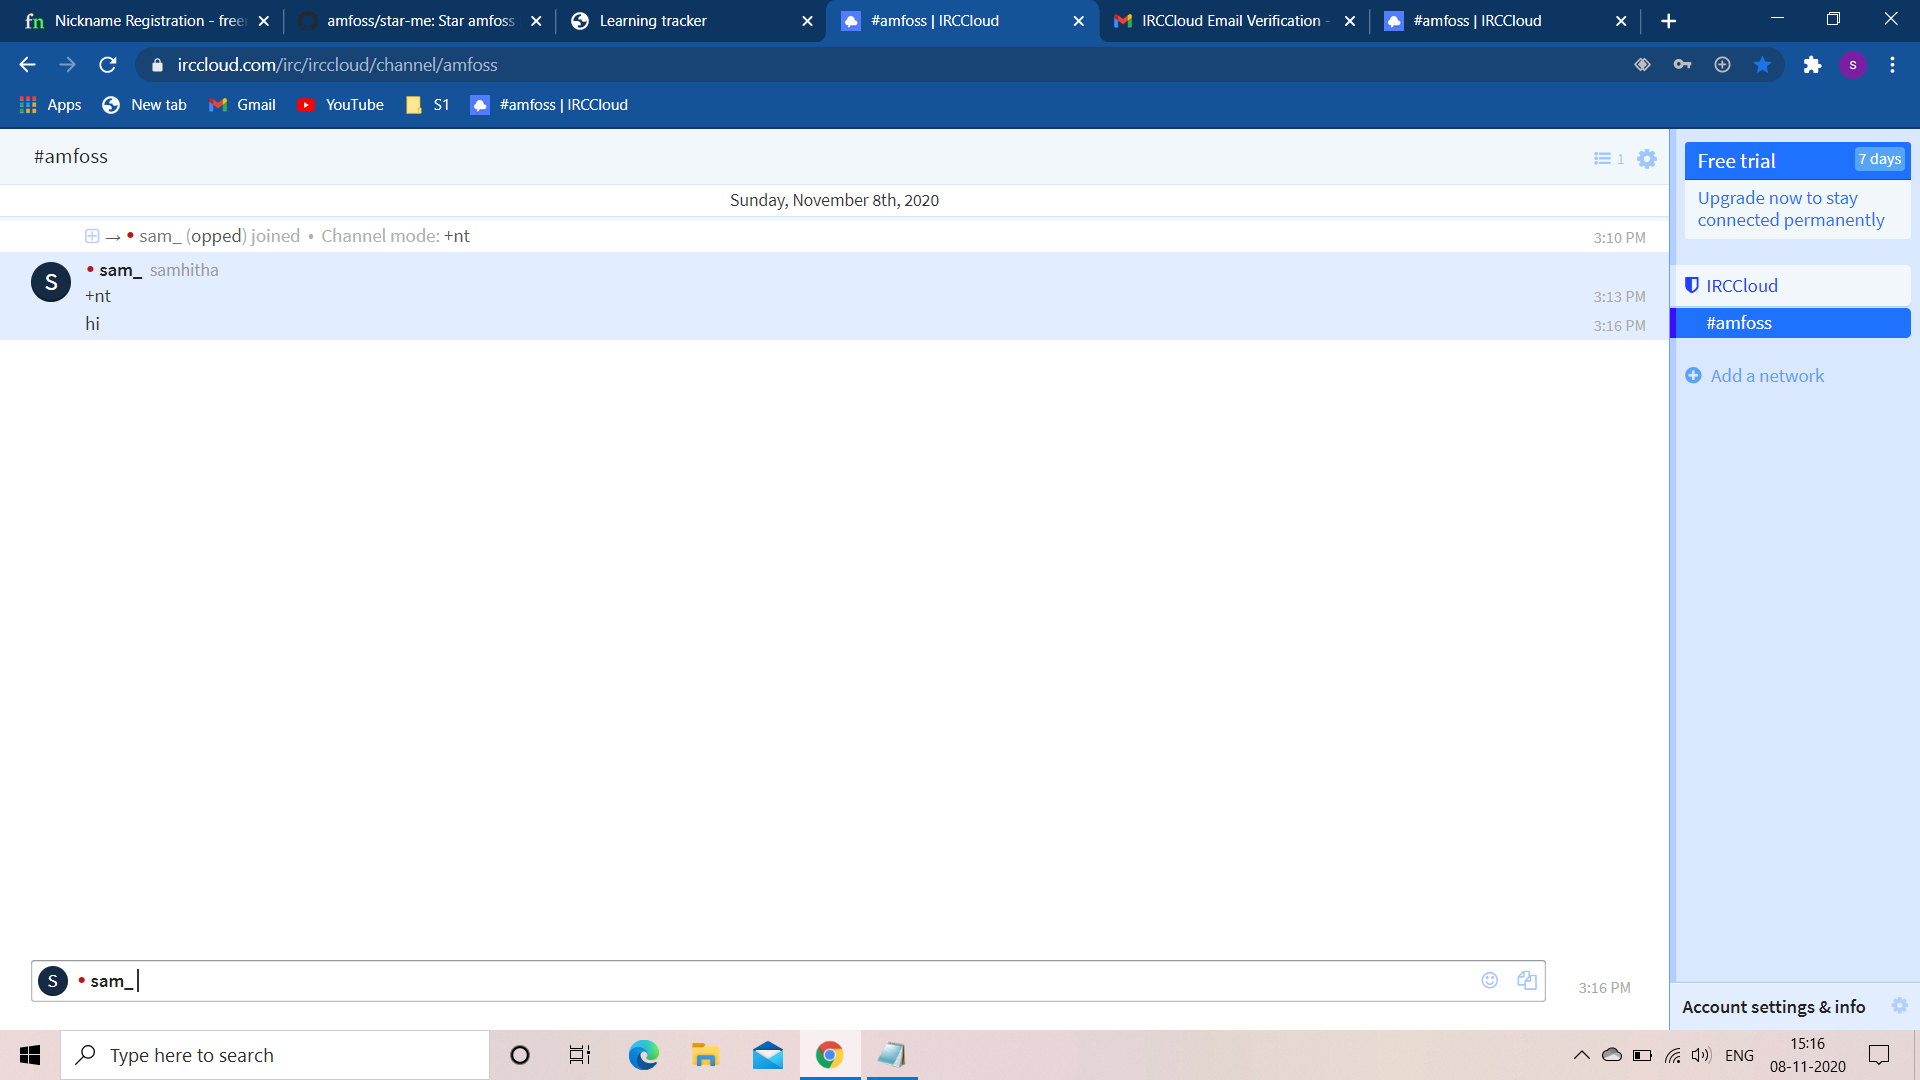 fn Nickname Registration - freer
amfoss/star-me: Star amfoss
Learning tracker
#amfoss | IRCCloud
IRCCloud Email Verification -
#amfoss | IRCCloud
irccloud.com/irc/irccloud/channel/amfoss
s
Apps
New tab
Gmail
YouTube
S1
#amfoss | IRCCloud
#amfoss
1
Sunday, November 8th, 2020
→ • sam_ (opped) joined • Channel mode: +nt
3:10 PM
S
• sam_ samhitha
+nt
3:13 PM
hi
3:16 PM
Free trial
7 days
Upgrade now to stay
connected permanently
IRCCloud
#amfoss
Add a network
S • sam_
3:16 PM
Account settings & info
Type here to search
ENG
15:16
08-11-2020